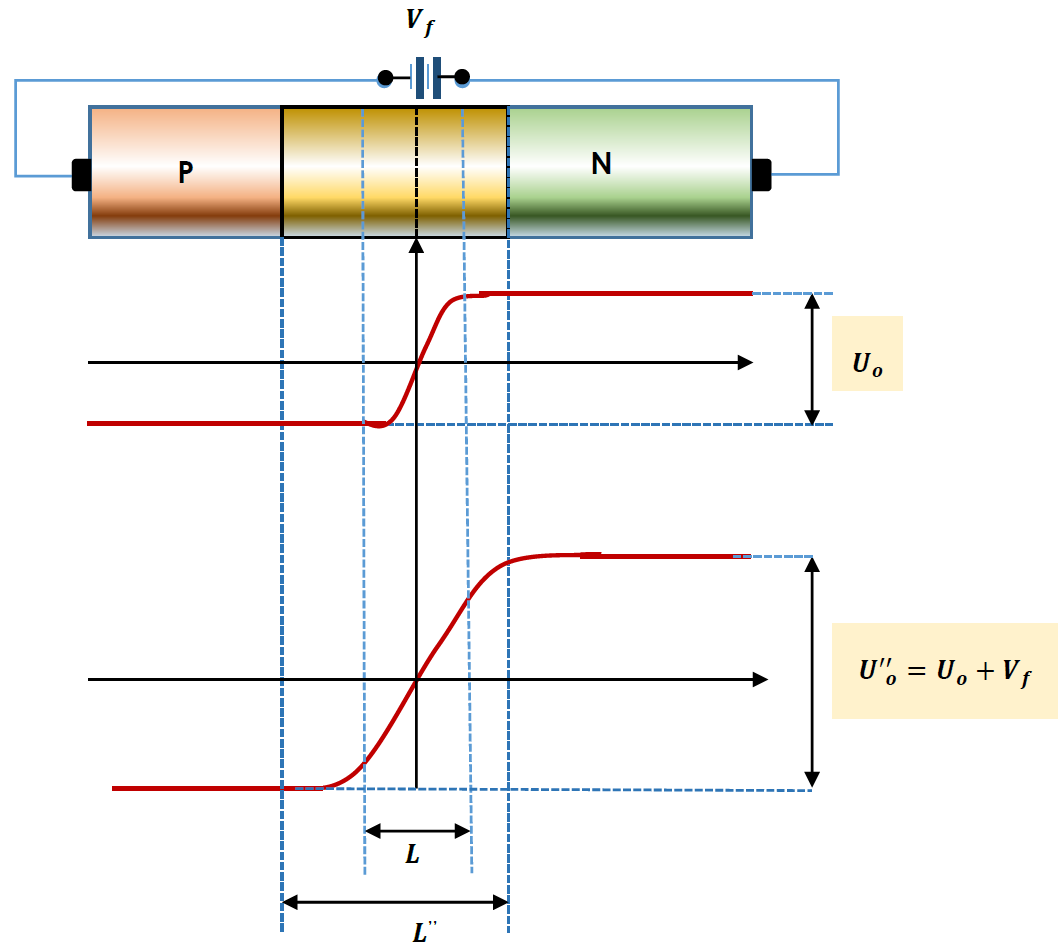 V_f
P
N
U_o
U''_o = U_o + V_f
L
L''